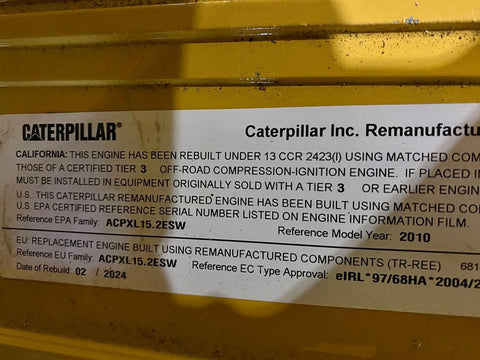 CATERPILLAR® Caterpillar Inc. Remanufactu
CALIFORNIA: THIS ENGINE HAS BEEN REBUILT UNDER 13 CCR 2423(l) USING MATCHED COM
THOSE OF A CERTIFIED TIER 3 OFF-ROAD COMPRESSION-IGNITION ENGINE. IF PLACED I
MUST BE INSTALLED IN EQUIPMENT ORIGINALLY SOLD WITH A TIER 3 OR EARLIER ENGIN
U.S.: THIS CATERPILLAR REMANUFACTURED ENGINE HAS BEEN BUILT USING MATCHED
U.S. EPA CERTIFIED REFERENCE SERIAL NUMBER LISTED ON ENGINE INFORMATION FILM.
Reference EPA Family: ACPXL15.2ESW Reference Model Year: 2010
EU: REPLACEMENT ENGINE BUILT USING REMANUFACTURED COMPONENTS (TR-REE) 681
Reference EU Family: ACPXL15.2ESW
Date of Rebuild: 02 / 2024 Reference EC Type Approval: eIRL*97/68HA*2004/2